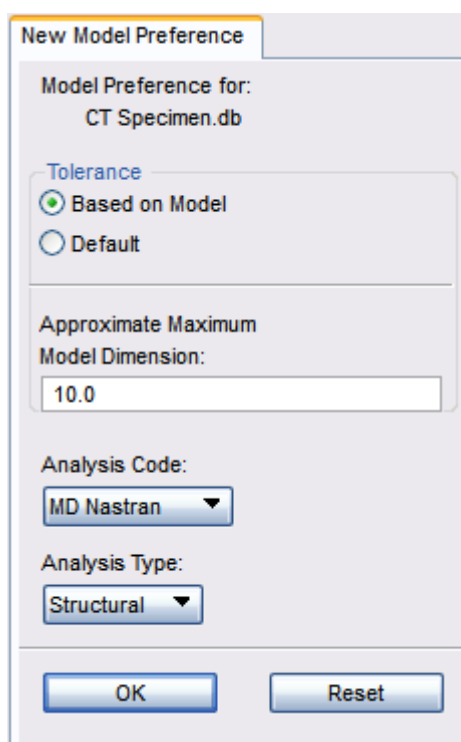 New Model Preference
Model Preference for:
CT Specimen.db
Tolerance
Based on Model
Default
Approximate Maximum
Model Dimension:
10.0
Analysis Code:
MD Nastran
Analysis Type:
Structural
OK
Reset